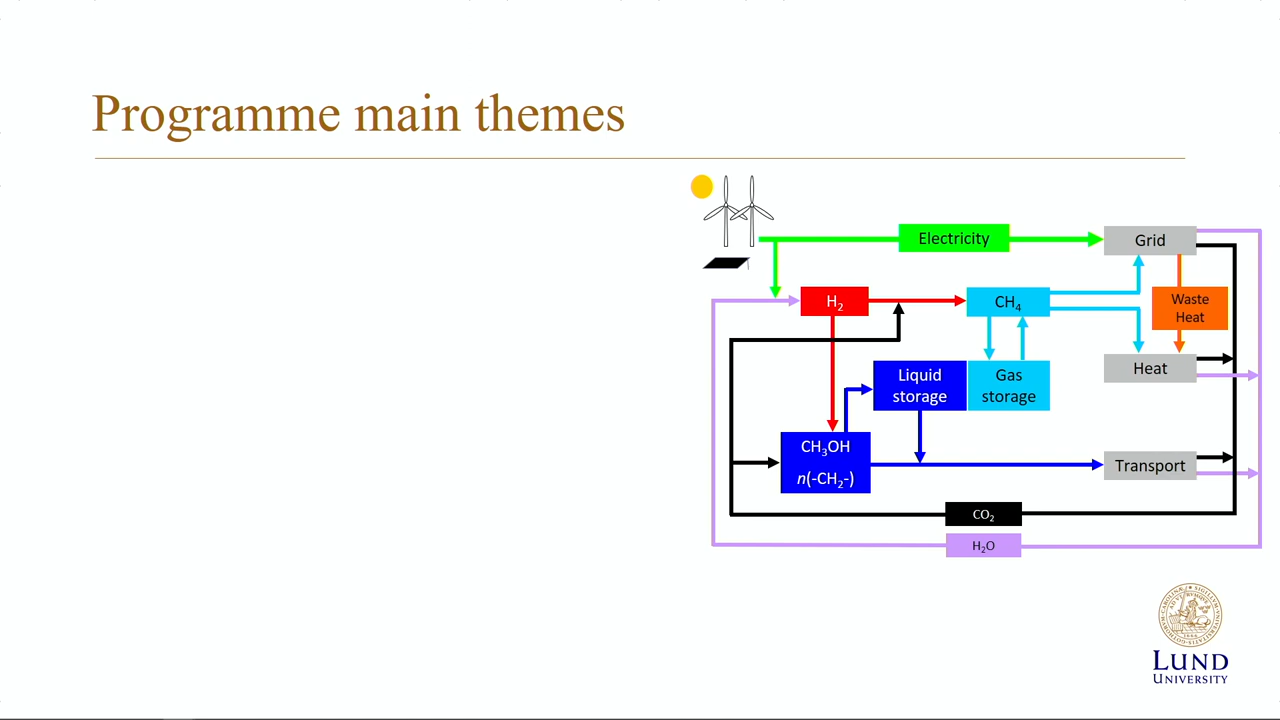 Programme main themes
Electricity
Grid
H₂
CH₄
Waste
Heat
Heat
Liquid
storage
Gas
storage
CH₃OH
n(-CH₂-)
Transport
CO₂
H₂O
LUND
UNIVERSITY